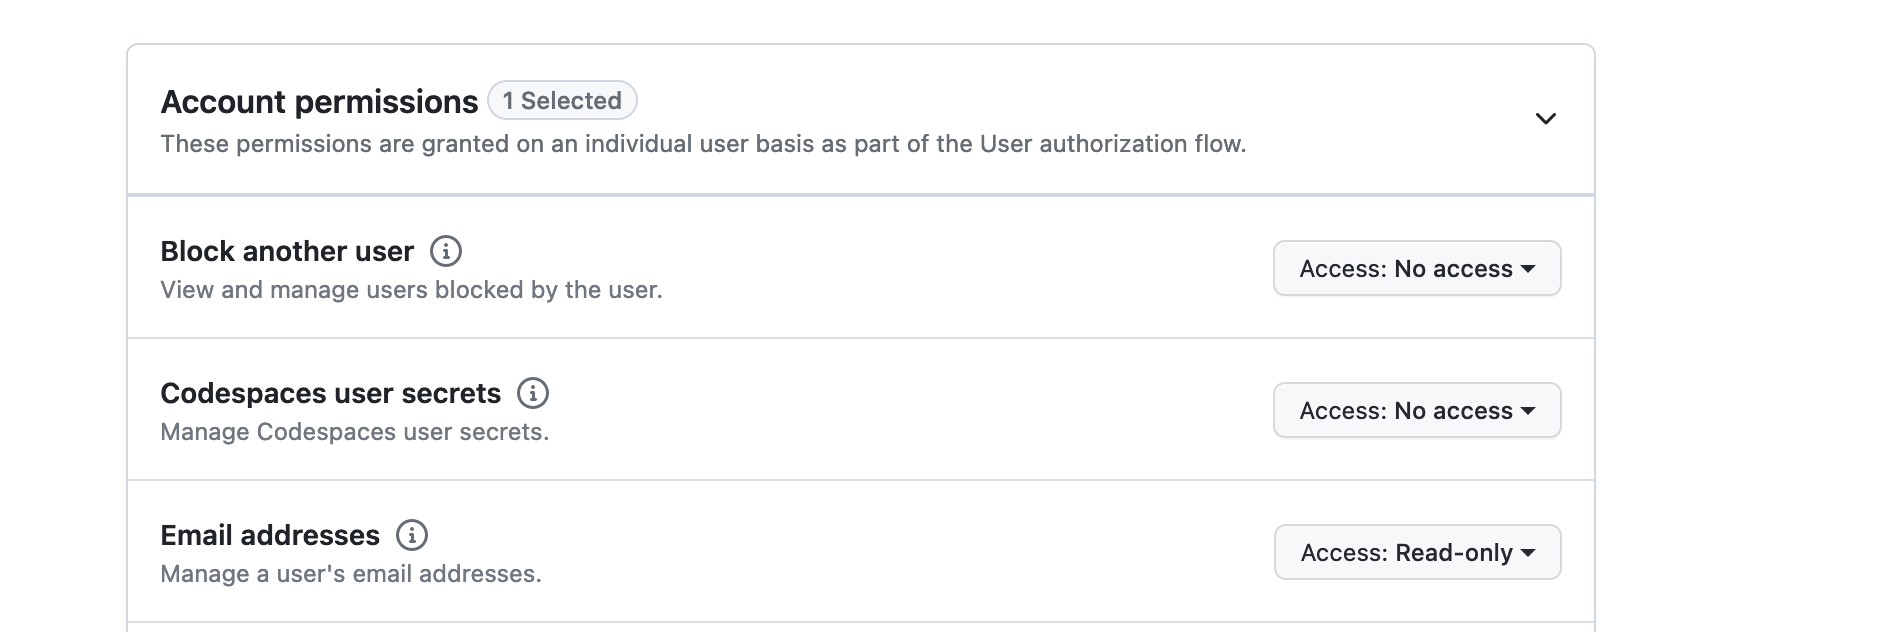 Account permissions 1 Selected
These permissions are granted on an individual user basis as part of the User authorization flow.
Block another user
View and manage users blocked by the user.
Access: No access
Codespaces user secrets
Manage Codespaces user secrets.
Access: No access
Email addresses
Manage a user's email addresses.
Access: Read-only